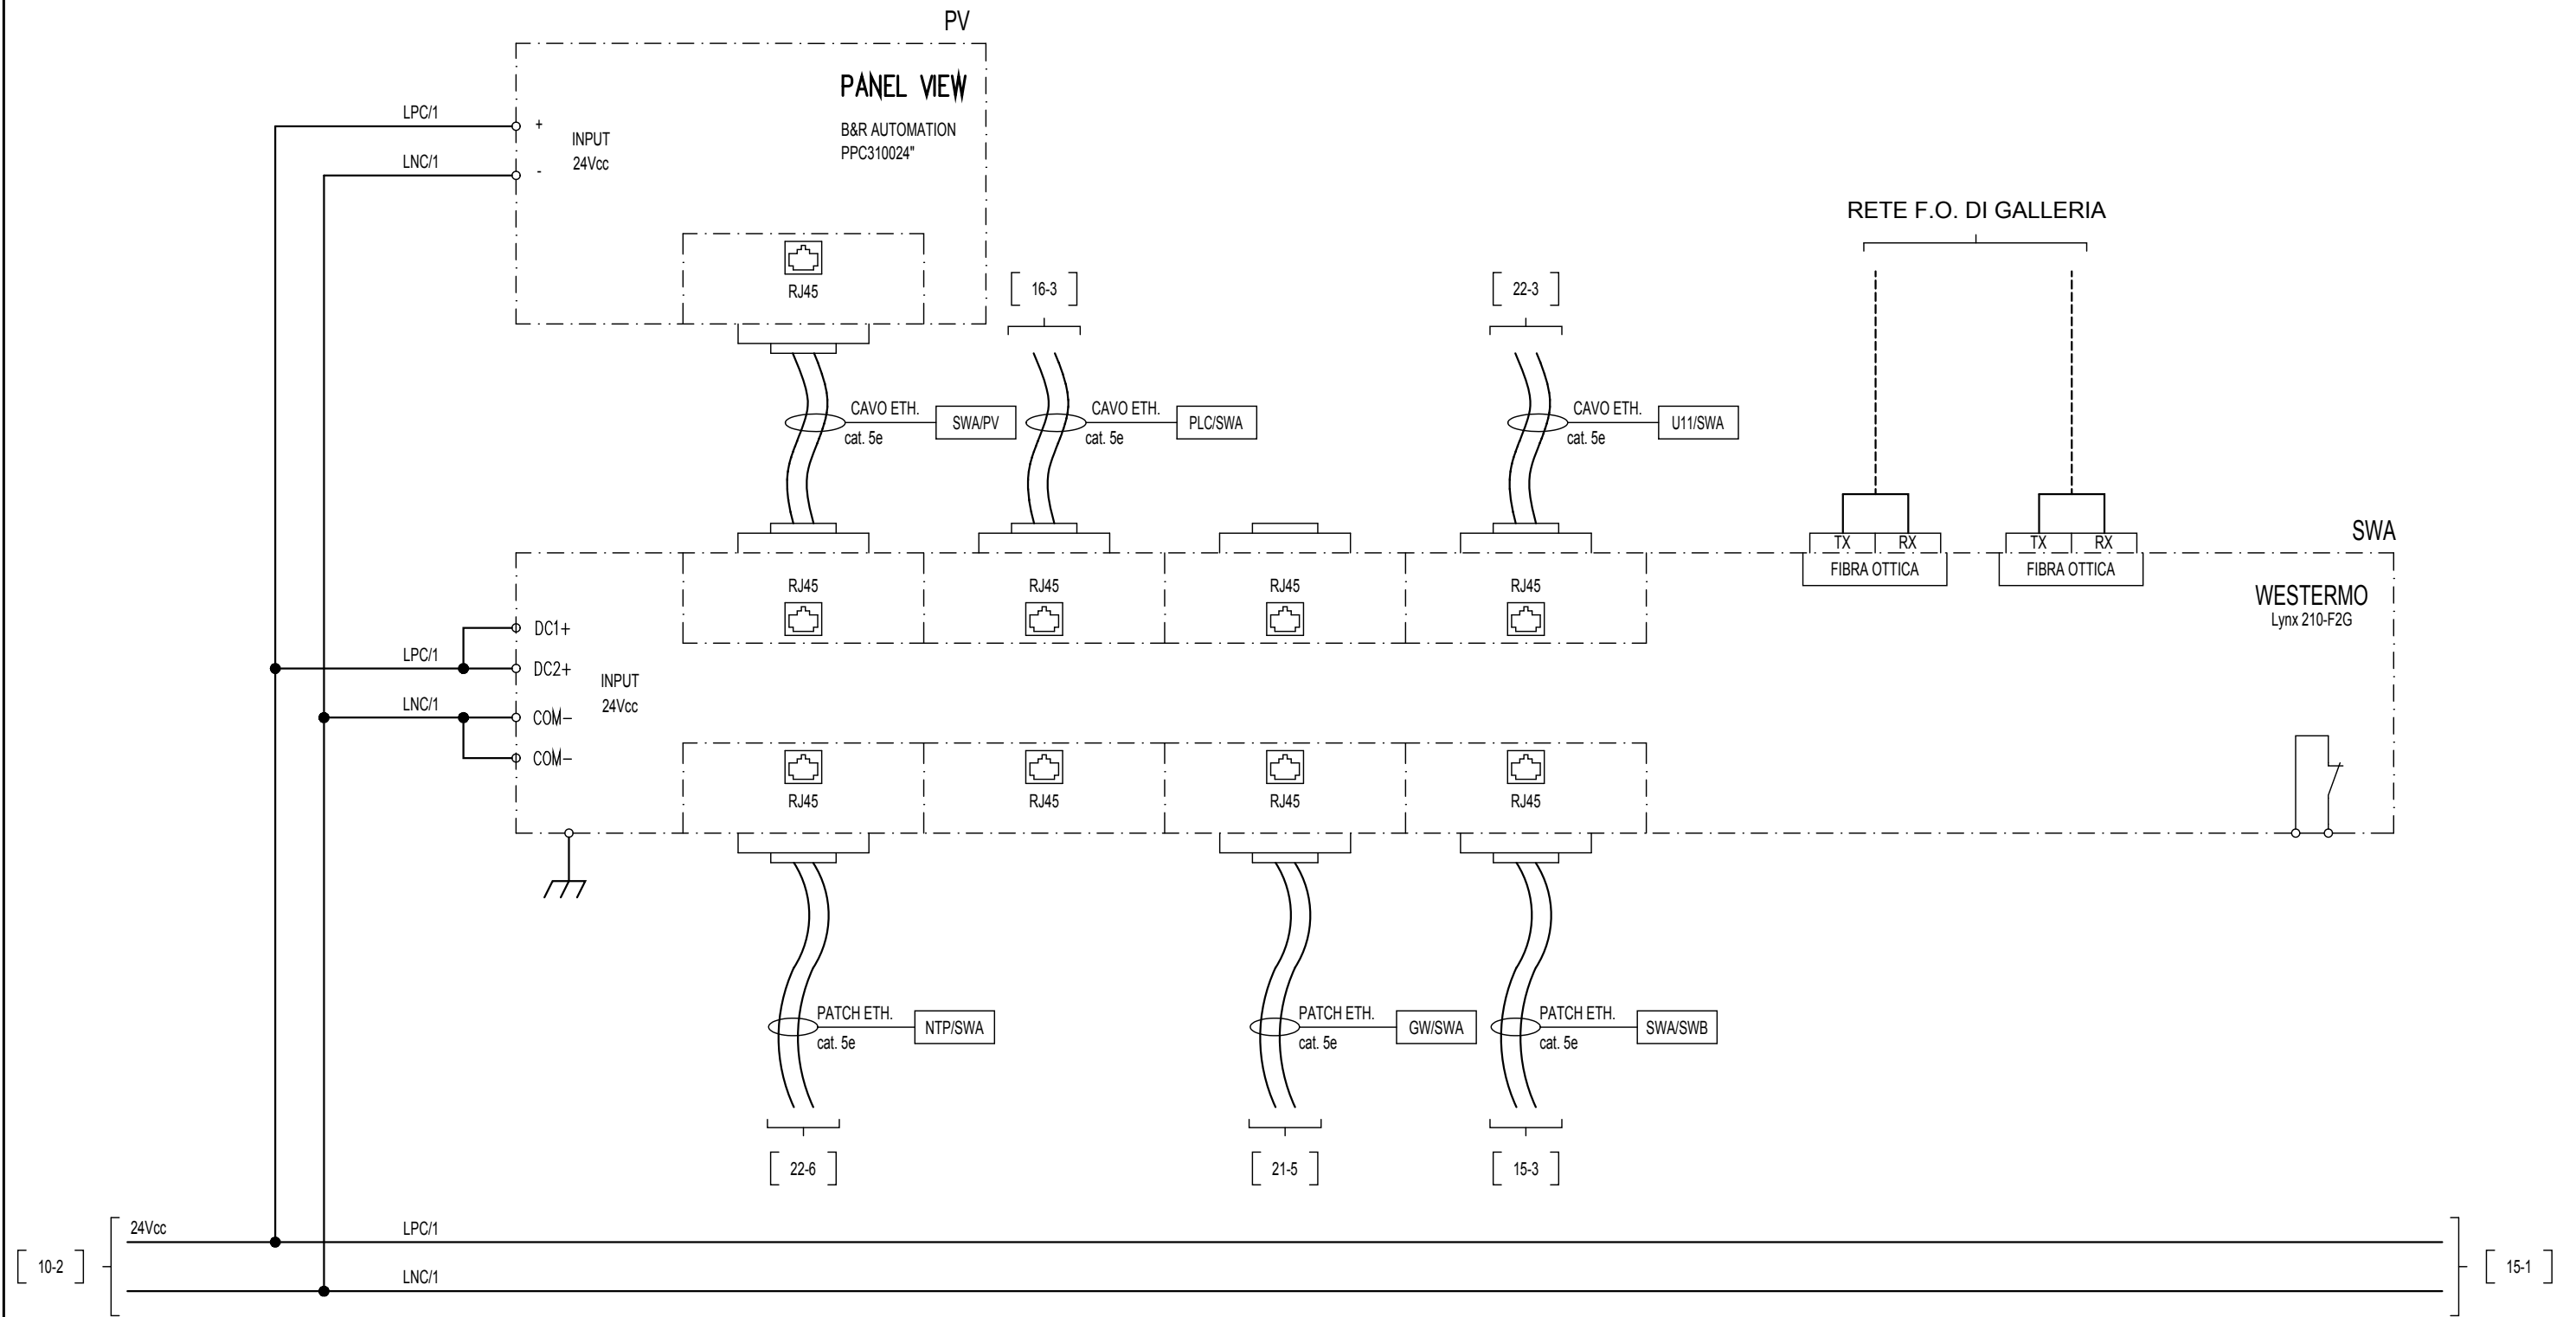 PV
PANEL VIEW
B&R AUTOMATION
PPC310024"
LPC/1
+
INPUT
24Vcc
LNC/1
-
RJ45
RETE F.O. DI GALLERIA
16-3
22-3
CAVO ETH.
cat. 5e
SWA/PV
CAVO ETH.
cat. 5e
PLC/SWA
CAVO ETH.
cat. 5e
U11/SWA
TX RX
FIBRA OTTICA
TX RX
FIBRA OTTICA
SWA
WESTERMO
Lynx 210-F2G
RJ45
RJ45
RJ45
RJ45
DC1+
LPC/1
DC2+
INPUT
24Vcc
LNC/1
COM-
COM-
RJ45
RJ45
RJ45
RJ45
PATCH ETH.
cat. 5e
NTP/SWA
PATCH ETH.
cat. 5e
GW/SWA
PATCH ETH.
cat. 5e
SWA/SWB
22-6
21-5
15-3
24Vcc
LPC/1
10-2
LNC/1
15-1